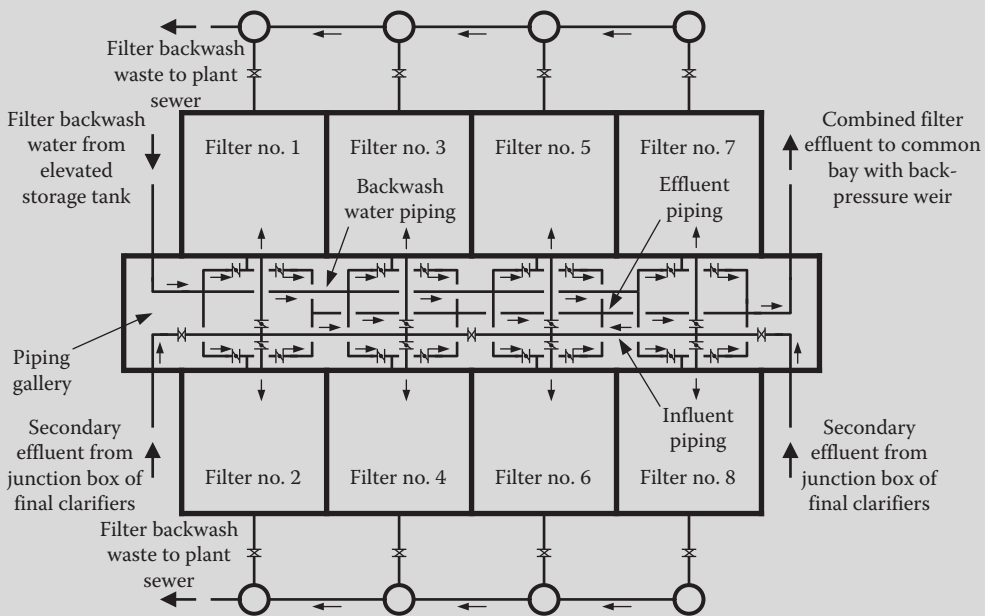 Filter backwash
waste to plant
sewer
Filter backwash
water from
elevated
storage tank
Filter no. 1
Filter no. 3
Filter no. 5
Filter no. 7
Combined filter
effluent to common
bay with back-
pressure weir
Backwash
water piping
Effluent
piping
Piping
gallery
Influent
piping
Secondary
effluent from
junction box of
final clarifiers
Filter no. 2
Filter no. 4
Filter no. 6
Filter no. 8
Secondary
effluent from
junction box of
final clarifiers
Filter backwash
waste to plant
sewer